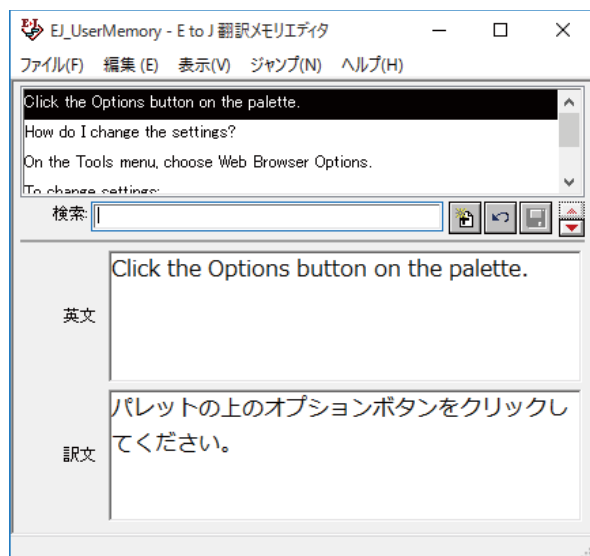 EJ_UserMemory - E to J 翻訳メモリエディタ
ファイル(F) 編集(E) 表示(V) ジャンプ(N) ヘルプ(H)
Click the Options button on the palette.
How do I change the settings?
On the Tools menu, choose Web Browser Options.
To change settings:
検索:
英文
Click the Options button on the palette.
訳文
パレットの上のオプションボタンをクリックし
てください。